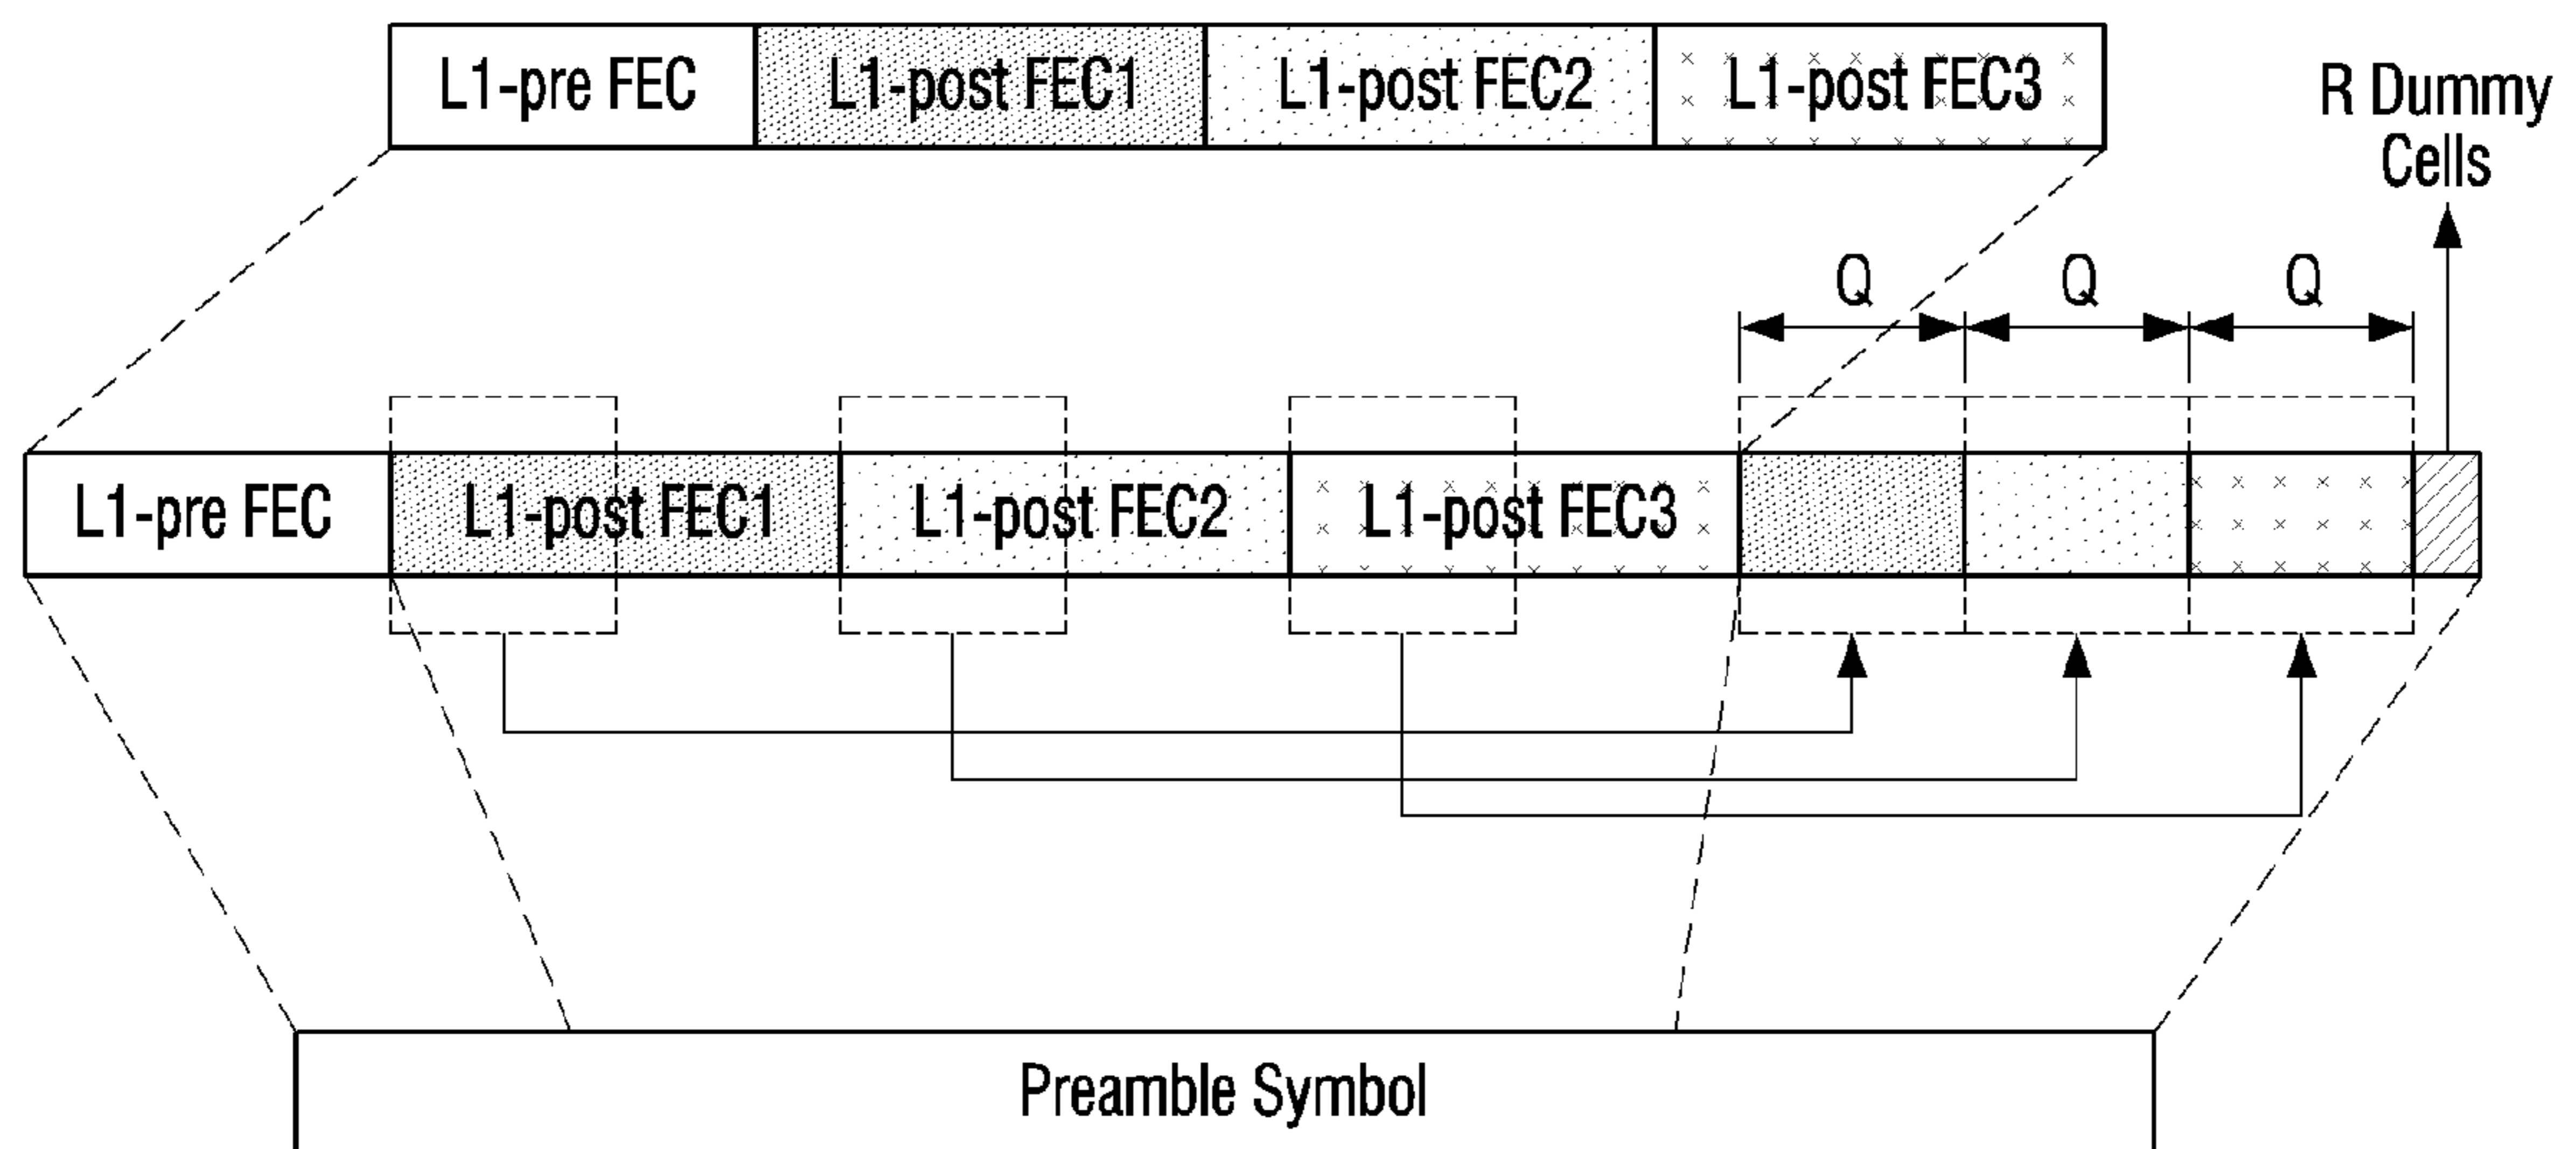 L1-pre FEC
L1-post FEC1
L1-post FEC2
L1-post FEC3
R Dummy
Cells
Q
Q
Q
L1-pre FEC
L1-post FEC1
L1-post FEC2
L1-post FEC3
Preamble Symbol